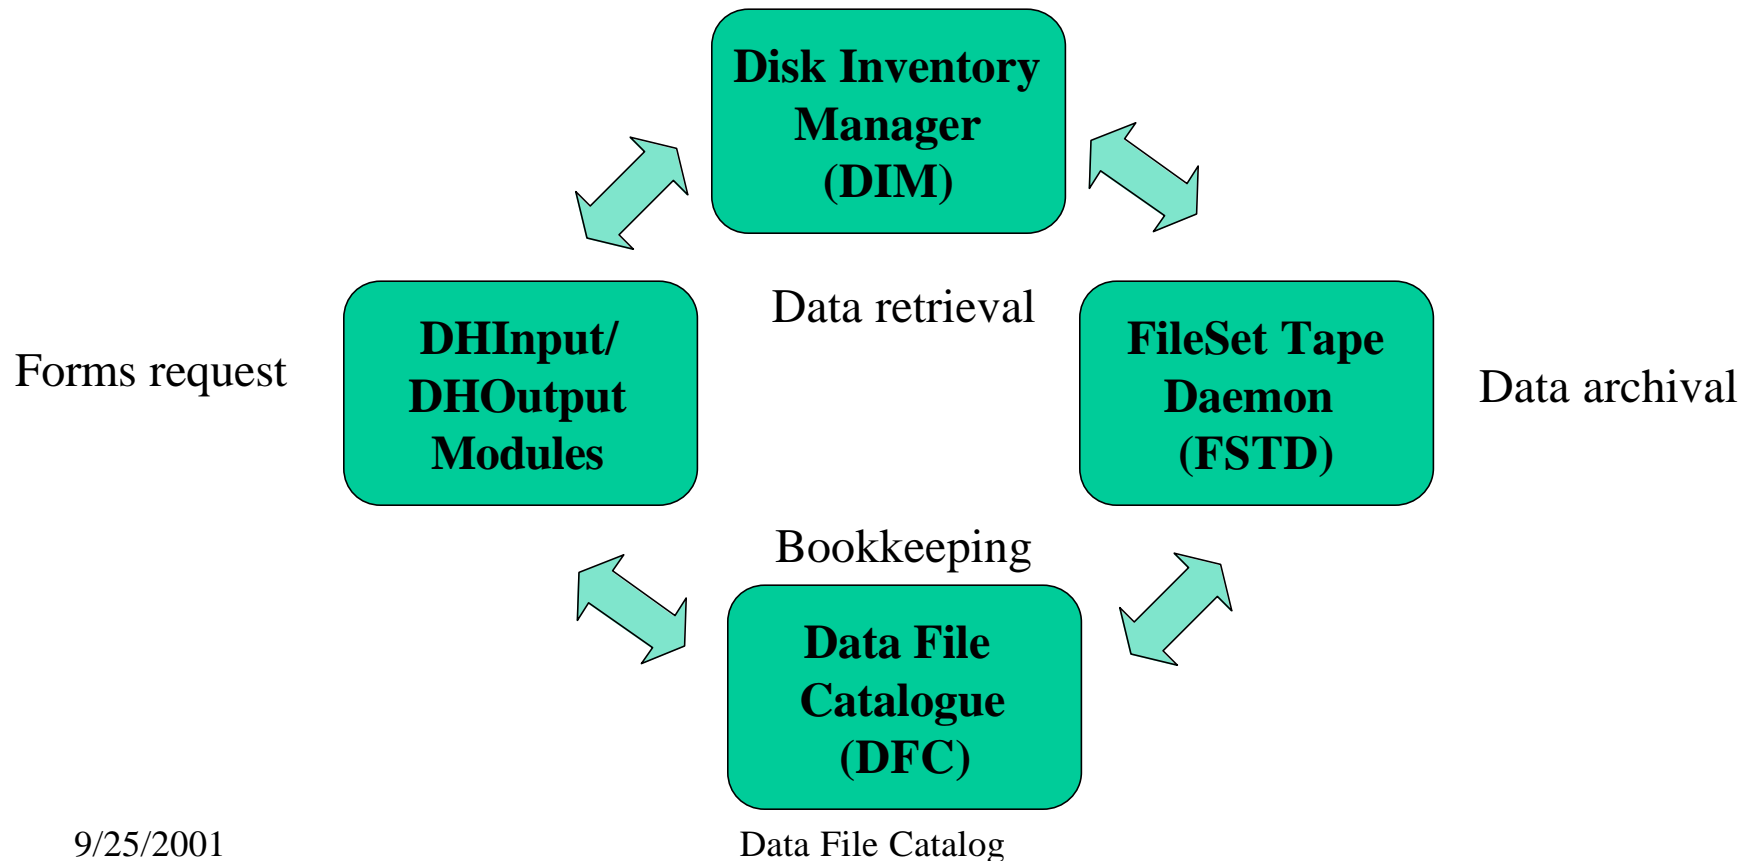 Disk Inventory
Manager
(DIM)
Data retrieval
Forms request
DHInput/
DHOutput
Modules
FileSet Tape
Daemon
(FSTD)
Data archival
Bookkeeping
Data File
Catalogue
(DFC)
9/25/2001
Data File Catalog